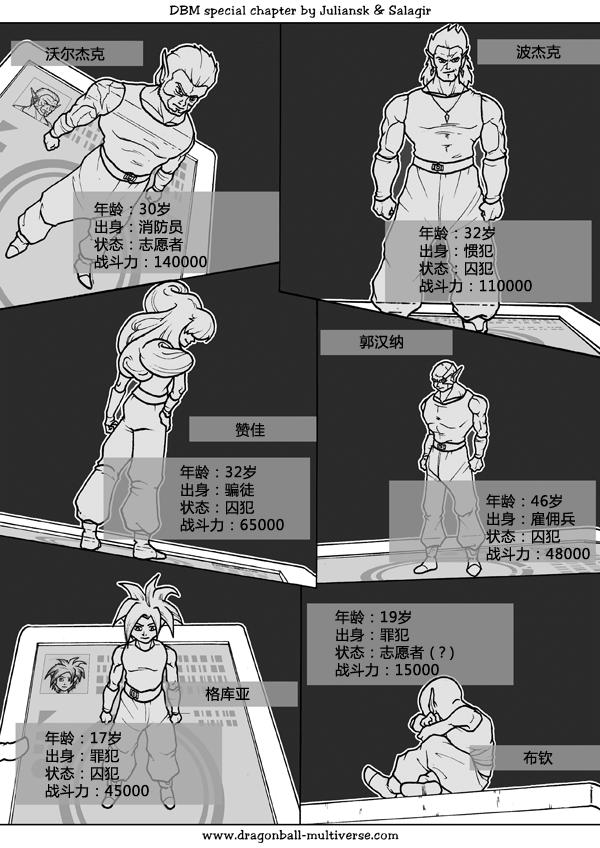 DBM special chapter by Juliansk & Salagir
沃尔杰克
年龄：30岁
出身：消防员
状态：志愿者
战斗力：140000
波杰克
年龄：32岁
出身：惯犯
状态：囚犯
战斗力：110000
赞佳
年龄：32岁
出身：骗徒
状态：囚犯
战斗力：65000
郭汉纳
年龄：46岁
出身：雇佣兵
状态：囚犯
战斗力：48000
格库亚
年龄：17岁
出身：罪犯
状态：囚犯
战斗力：45000
年龄：19岁
出身：罪犯
状态：志愿者（？）
战斗力：15000
布钦
www.dragonball-multiverse.com